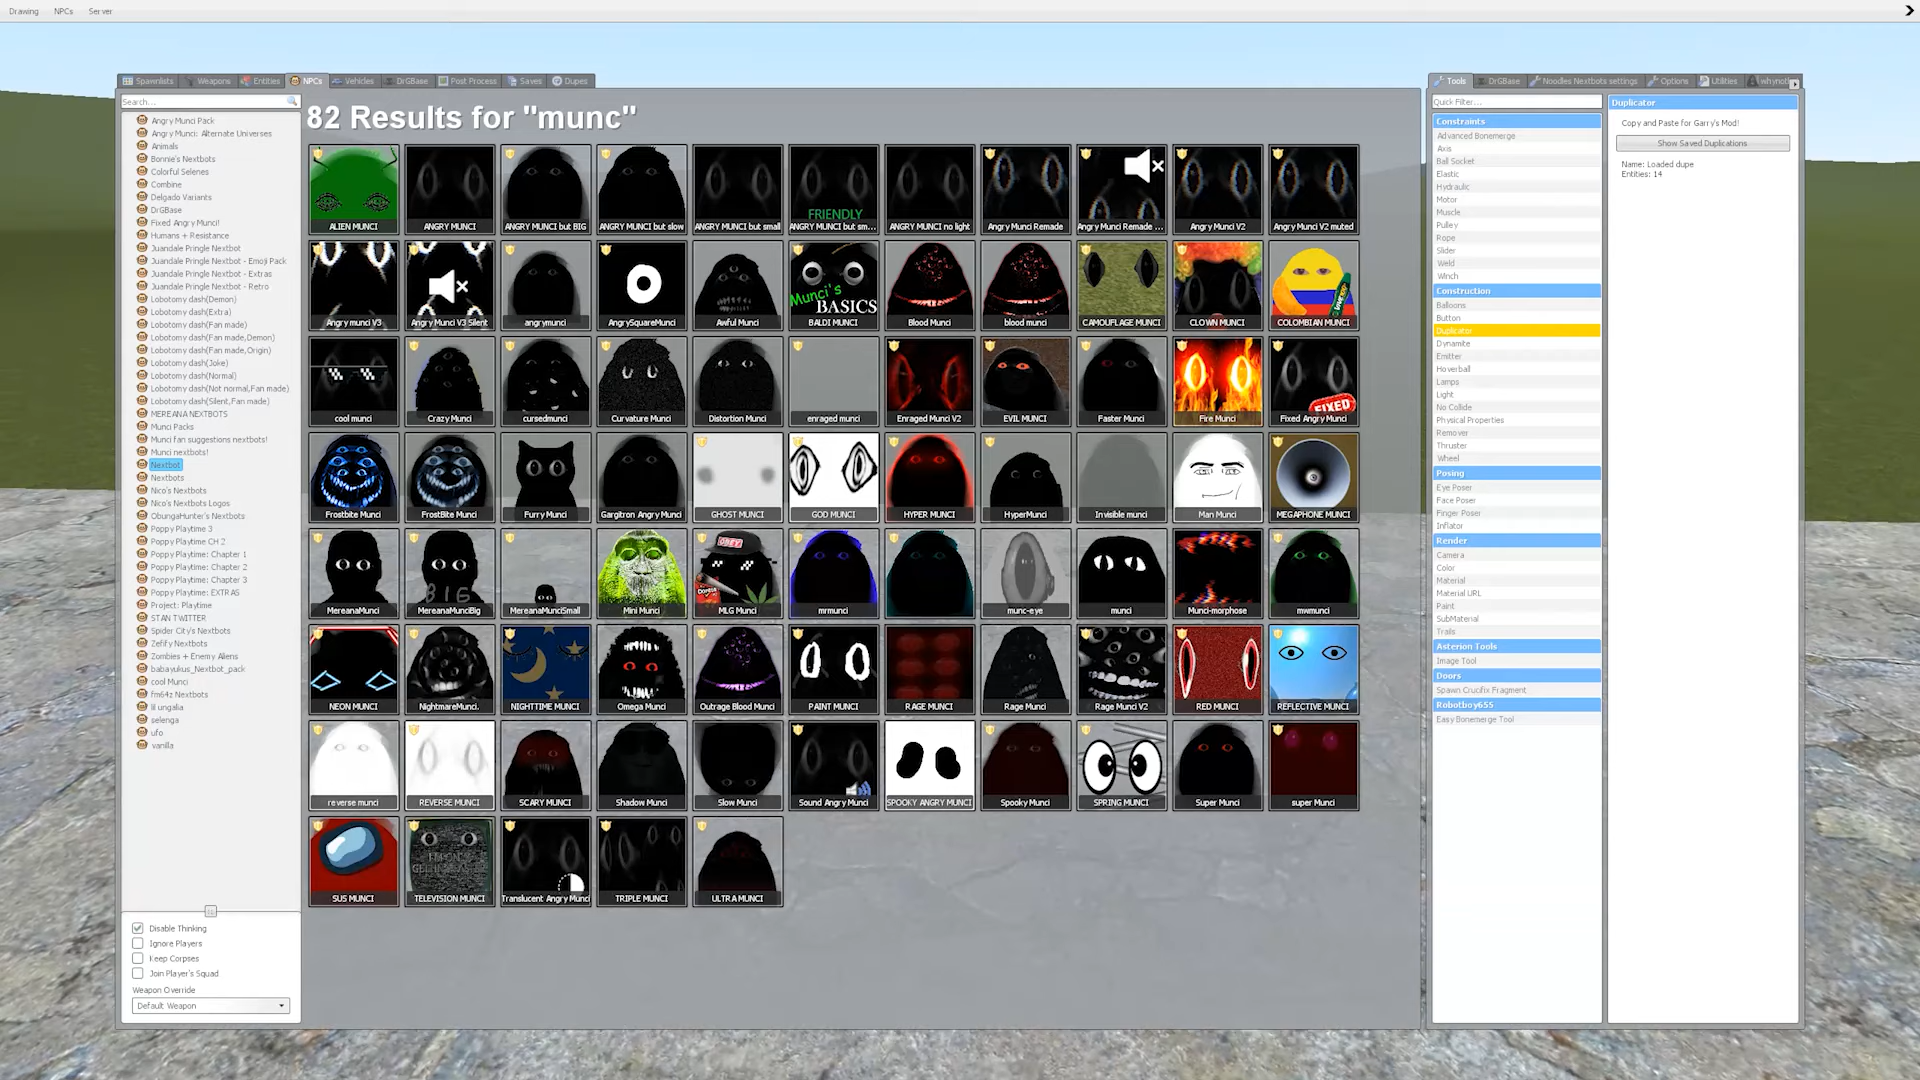 Drawing NPCs Server
Spawnlists Weapons Entities NPCs Vehicles DrGBase Post Process Saves Dupes
Search...
Angry Munci Pack
Angry Munci: Alternate Universes
Animals
Bonnie's Nextbots
Colorful Selenes
Combine
Delgado Variants
DrGBase
Fixed Angry Munci!
Humans + Resistance
Juandale Pringle Nextbot
Juandale Pringle Nextbot - Emoji Pack
Juandale Pringle Nextbot - Extras
Juandale Pringle Nextbot - Retro
Lobotomy dash(Demon)
Lobotomy dash(Extra)
Lobotomy dash(Fan made)
Lobotomy dash(Fan made,Demon)
Lobotomy dash(Fan made,Origin)
Lobotomy dash(Joke)
Lobotomy dash(Normal)
Lobotomy dash(Not normal,Fan made)
Lobotomy dash(Silent,Fan made)
MEREANA NEXTBOTS
Munci Packs
Munci fan suggestions nextbots!
Munci nextbots!
Nextbot
Nextbots
Nico's Nextbots
Nico's Nextbots Logos
ObungaHunter's Nextbots
Poppy Playtime 3
Poppy Playtime CH 2
Poppy Playtime: Chapter 1
Poppy Playtime: Chapter 2
Poppy Playtime: Chapter 3
Poppy Playtime: EXTRAS
Project: Playtime
STAN TWITTER
Spider City's Nextbots
Zefify Nextbots
Zombies + Enemy Aliens
babayukus_Nextbot_pack
cool Munci
fm64z Nextbots
lil ungalia
selenga
ufo
vanilla
Disable Thinking
Ignore Players
Keep Corpses
Join Player's Squad
Weapon Override
Default Weapon
82 Results for "munc"
FRIENDLY
ALIEN MUNCI ANGRY MUNCI ANGRY MUNCI but BIG ANGRY MUNCI but slow ANGRY MUNCI but small ANGRY MUNCI but sm... ANGRY MUNCI no light Angry Munci Remade Angry Munci Remade ... Angry Munci V2 Angry Munci V2 muted
Munci's
BASICS
Angry munci V3 Angry Munci V3 Silent angrymunci AngrySquareMunci Awful Munci BALDI MUNCI Blood Munci blood munci CAMOUFLAGE MUNCI CLOWN MUNCI COLOMBIAN MUNCI
FIXED
cool munci Crazy Munci cursedmunci Curvature Munci Distortion Munci enraged munci Enraged Munci V2 EVIL MUNCI Faster Munci Fire Munci Fixed Angry Munci
Frostbite Munci FrostBite Munci Furry Munci Gargitron Angry Munci GHOST MUNCI GOD MUNCI HYPER MUNCI HyperMunci Invisible munci Man Munci MEGAPHONE MUNCI
OBEY
Doritos
BIG
MereanaMunci MereanaMunciBig MereanaMunciSmall Mini Munci MLG Munci mrmunci munc-eye munci Munci-morphose mwmunci
NEON MUNCI NightmareMunci. NIGHTTIME MUNCI Omega Munci Outrage Blood Munci PAINT MUNCI RAGE MUNCI Rage Munci Rage Munci V2 RED MUNCI REFLECTIVE MUNCI
reverse munci REVERSE MUNCI SCARY MUNCI Shadow Munci Slow Munci Sound Angry Munci SPOOKY ANGRY MUNCI Spooky Munci SPRING MUNCI Super Munci super Munci
SUS MUNCI TELEVISION MUNCI Translucent Angry Munci TRIPLE MUNCI ULTRA MUNCI
Tools DrGBase Noodles Nextbots settings Options Utilities
Quick Filter...
Constraints
Advanced Bonemerge
Axis
Ball Socket
Elastic
Hydraulic
Motor
Muscle
Pulley
Rope
Slider
Weld
Winch
Construction
Balloons
Button
Duplicator
Dynamite
Emitter
Hoverball
Lamps
Light
No Collide
Physical Properties
Remover
Thruster
Wheel
Posing
Eye Poser
Face Poser
Finger Poser
Inflator
Render
Camera
Color
Material
Material URL
Paint
SubMaterial
Trails
Asterion Tools
Image Tool
Doors
Spawn Crucifix Fragment
Robotboy655
Easy Bonemerge Tool
Duplicator
Copy and Paste for Garry's Mod!
Show Saved Duplications
Name: Loaded dupe
Entities: 14